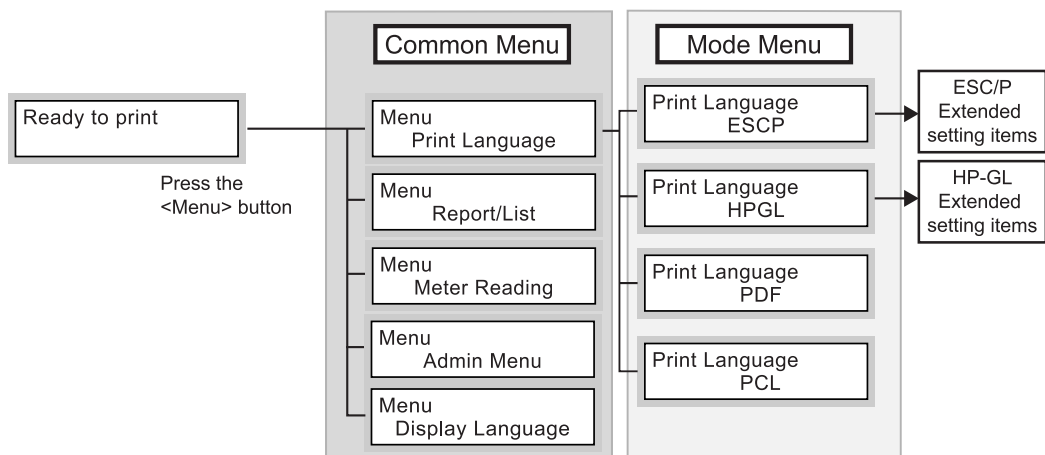 Common Menu
Mode Menu
Ready to print
Press the
<Menu> button
Menu
Print Language
Menu
Report/List
Menu
Meter Reading
Menu
Admin Menu
Menu
Display Language
Print Language
ESCP
Print Language
HPGL
Print Language
PDF
Print Language
PCL
ESC/P
Extended
setting items
HP-GL
Extended
setting items